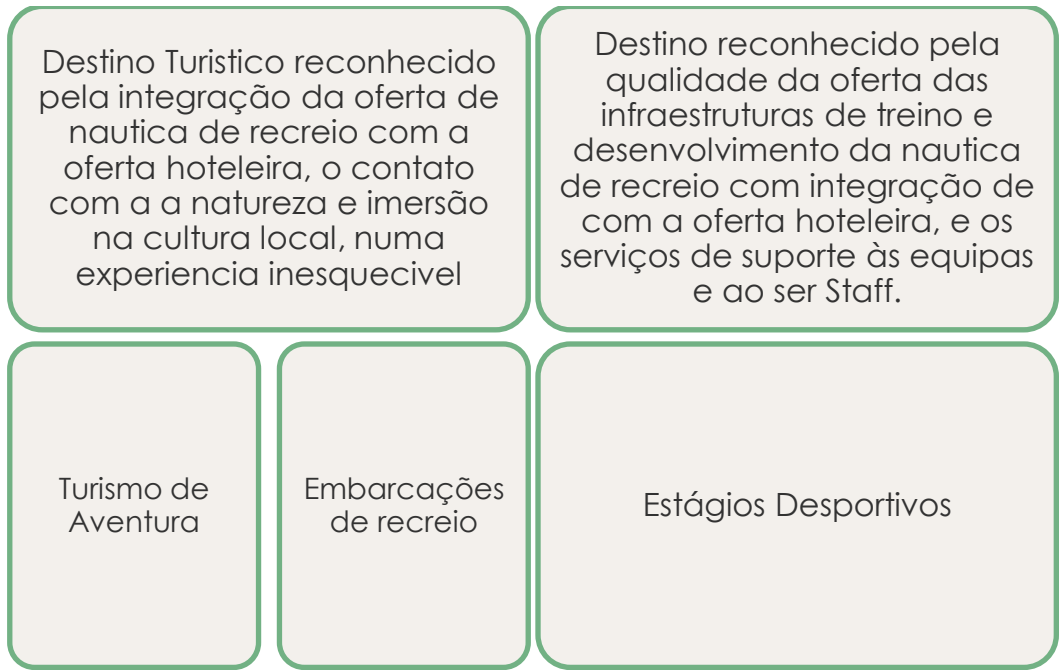 Destino Turistico reconhecido
pela integração da oferta de
nautica de recreio com a
oferta hoteleira, o contato
com a a natureza e imersão
na cultura local, numa
experiencia inesquecivel
Destino reconhecido pela
qualidade da oferta das
infraestruturas de treino e
desenvolvimento da nautica
de recreio com integração de
com a oferta hoteleira, e os
serviços de suporte às equipas
e ao ser Staff.
Turismo de
Aventura
Embarcações
de recreio
Estágios Desportivos